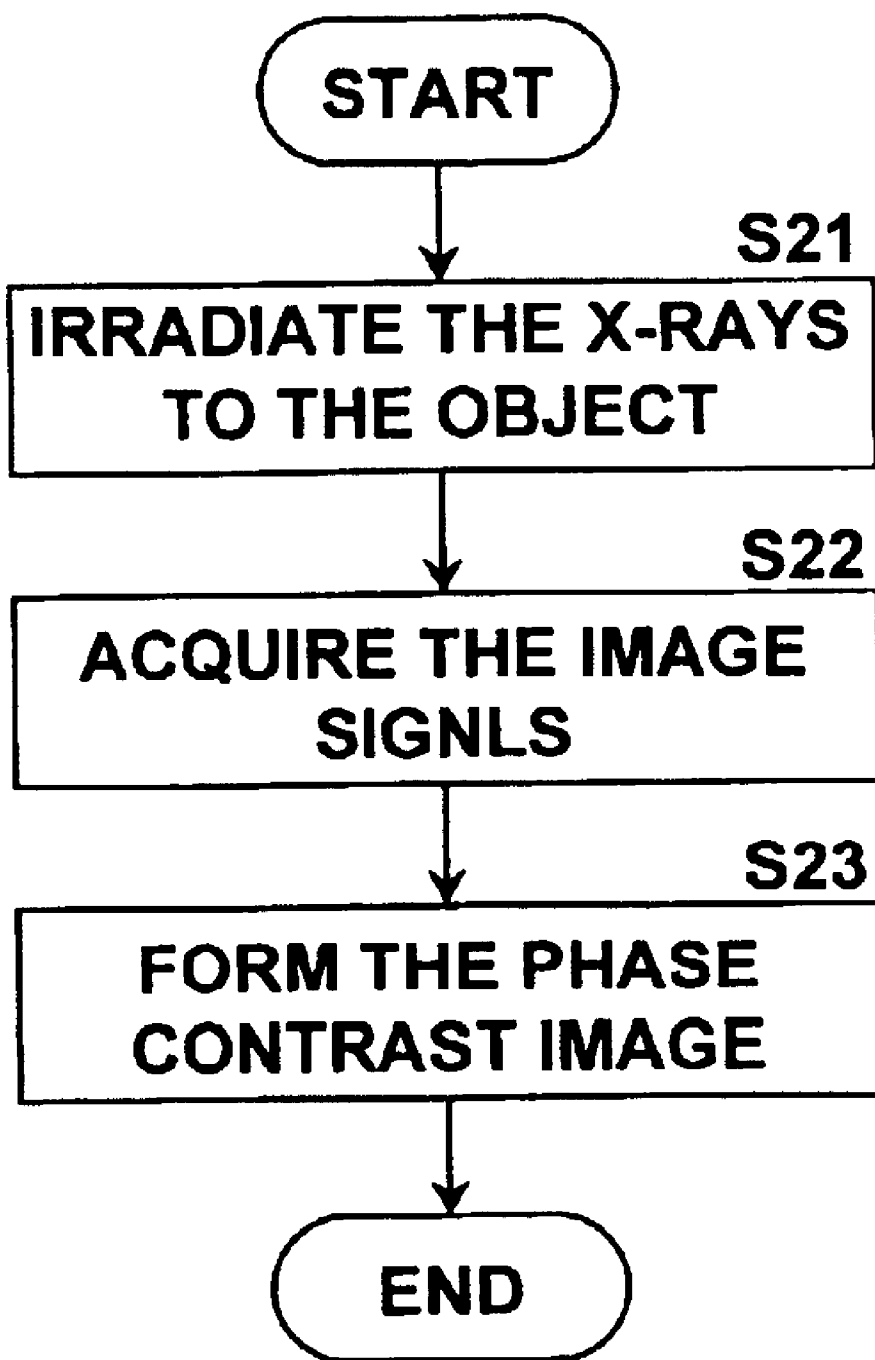 START
S21
IRRADIATE THE X-RAYS
TO THE OBJECT
S22
ACQUIRE THE IMAGE
SIGNLS
S23
FORM THE PHASE
CONTRAST IMAGE
END